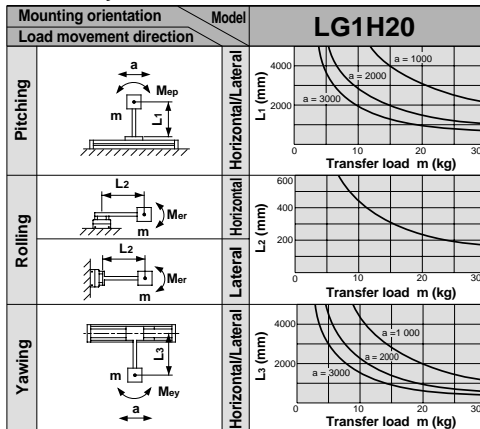 Mounting orientation Model
Load movement direction
LG1H20
Pitching
a
Mep
m
L1
Horizontal/Lateral
L1 (mm)
4000
2000
a = 1000
a = 2000
a = 3000
0 10 20 30
Transfer load m (kg)
Rolling
L2
Mer
m
Horizontal
L2
Mer
m
Lateral
L2 (mm)
600
400
200
0 10 20 30
Transfer load m (kg)
Yawing
L3
m
Mey
a
Horizontal/Lateral
L3 (mm)
4000
2000
a=1 000
a = 2000
a = 3000
0 10 20 30
Transfer load m (kg)